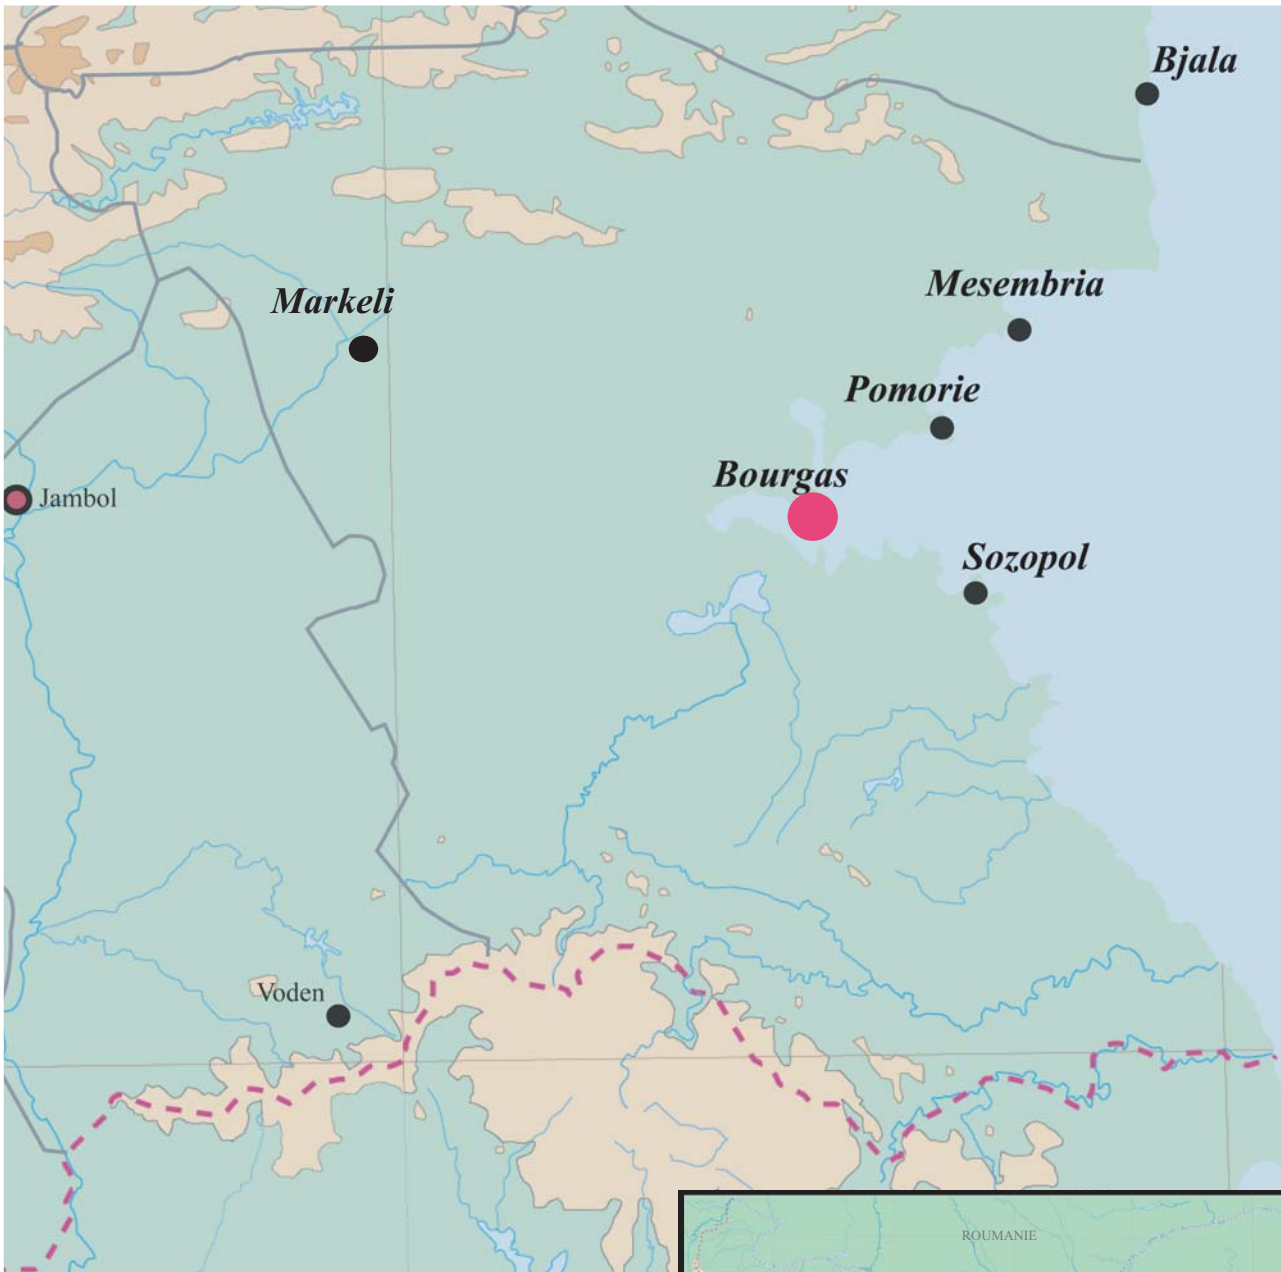 Bjala
Mesembria
Markeli
Pomorie
Bourgas
Jambol
Sozopol
Voden
ROUMANIE